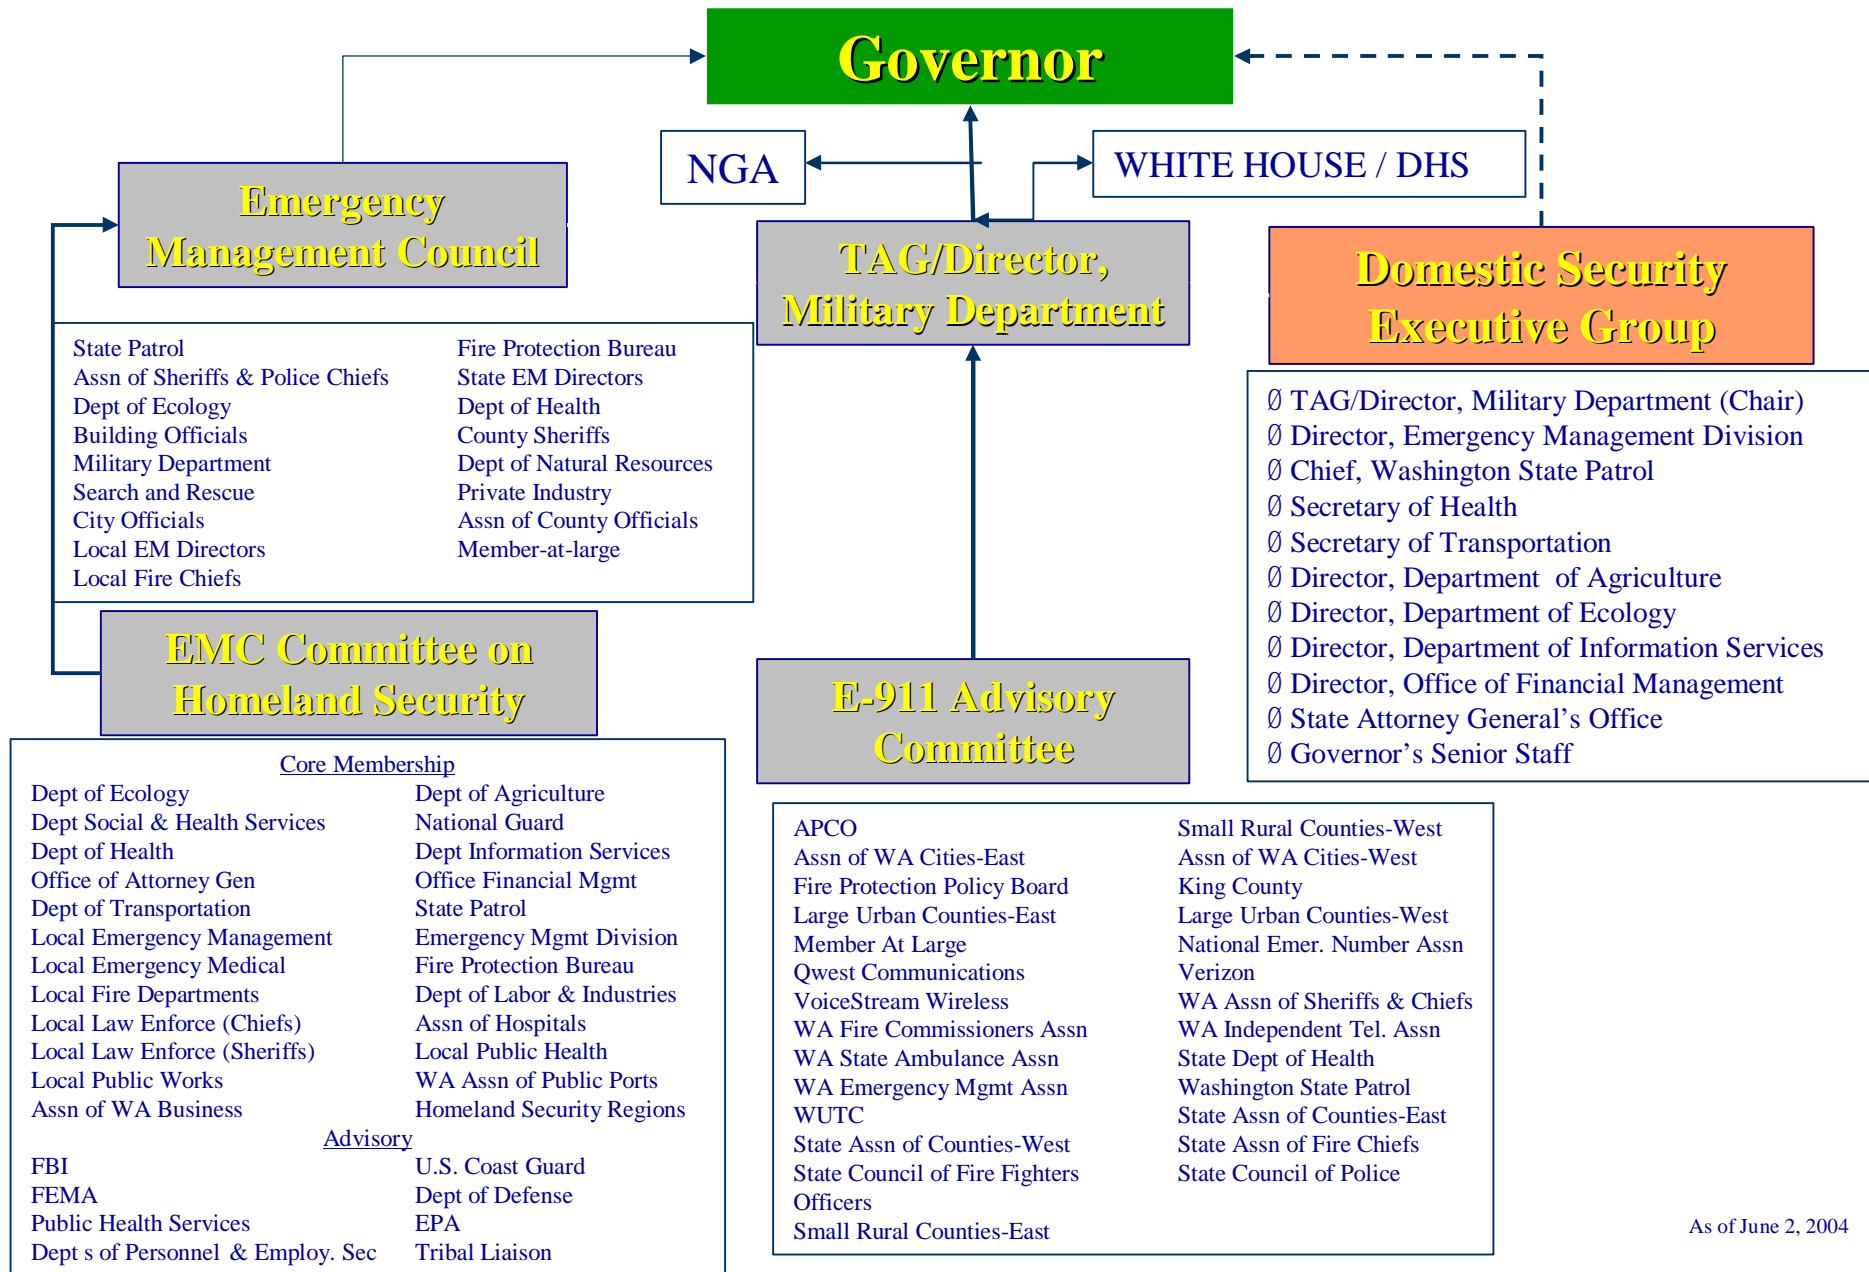 Governor
NGA
WHITE HOUSE / DHS
Emergency
Management Council
TAG/Director,
Military Department
Domestic Security
Executive Group
State Patrol
Assn of Sheriffs & Police Chiefs
Dept of Ecology
Building Officials
Military Department
Search and Rescue
City Officials
Local EM Directors
Local Fire Chiefs
Fire Protection Bureau
State EM Directors
Dept of Health
County Sheriffs
Dept of Natural Resources
Private Industry
Assn of County Officials
Member-at-large
Ø TAG/Director, Military Department (Chair)
Ø Director, Emergency Management Division
Ø Chief, Washington State Patrol
Ø Secretary of Health
Ø Secretary of Transportation
Ø Director, Department of Agriculture
Ø Director, Department of Ecology
Ø Director, Department of Information Services
Ø Director, Office of Financial Management
Ø State Attorney General’s Office
Ø Governor’s Senior Staff
EMC Committee on
Homeland Security
Core Membership
Dept of Ecology
Dept Social & Health Services
Dept of Health
Office of Attorney Gen
Dept of Transportation
Local Emergency Management
Local Emergency Medical
Local Fire Departments
Local Law Enforce (Chiefs)
Local Law Enforce (Sheriffs)
Local Public Works
Assn of WA Business
Dept of Agriculture
National Guard
Dept Information Services
Office Financial Mgmt
State Patrol
Emergency Mgmt Division
Fire Protection Bureau
Dept of Labor & Industries
Assn of Hospitals
Local Public Health
WA Assn of Public Ports
Homeland Security Regions
Advisory
FBI
FEMA
Public Health Services
Dept s of Personnel & Employ. Sec
U.S. Coast Guard
Dept of Defense
EPA
Tribal Liaison
E-911 Advisory
Committee
APCO
Assn of WA Cities-East
Fire Protection Policy Board
Large Urban Counties-East
Member At Large
Qwest Communications
VoiceStream Wireless
WA Fire Commissioners Assn
WA State Ambulance Assn
WA Emergency Mgmt Assn
WUTC
State Assn of Counties-West
State Council of Fire Fighters
Officers
Small Rural Counties-East
Small Rural Counties-West
Assn of WA Cities-West
King County
Large Urban Counties-West
National Emer. Number Assn
Verizon
WA Assn of Sheriffs & Chiefs
WA Independent Tel. Assn
State Dept of Health
Washington State Patrol
State Assn of Counties-East
State Assn of Fire Chiefs
State Council of Police
As of June 2, 2004